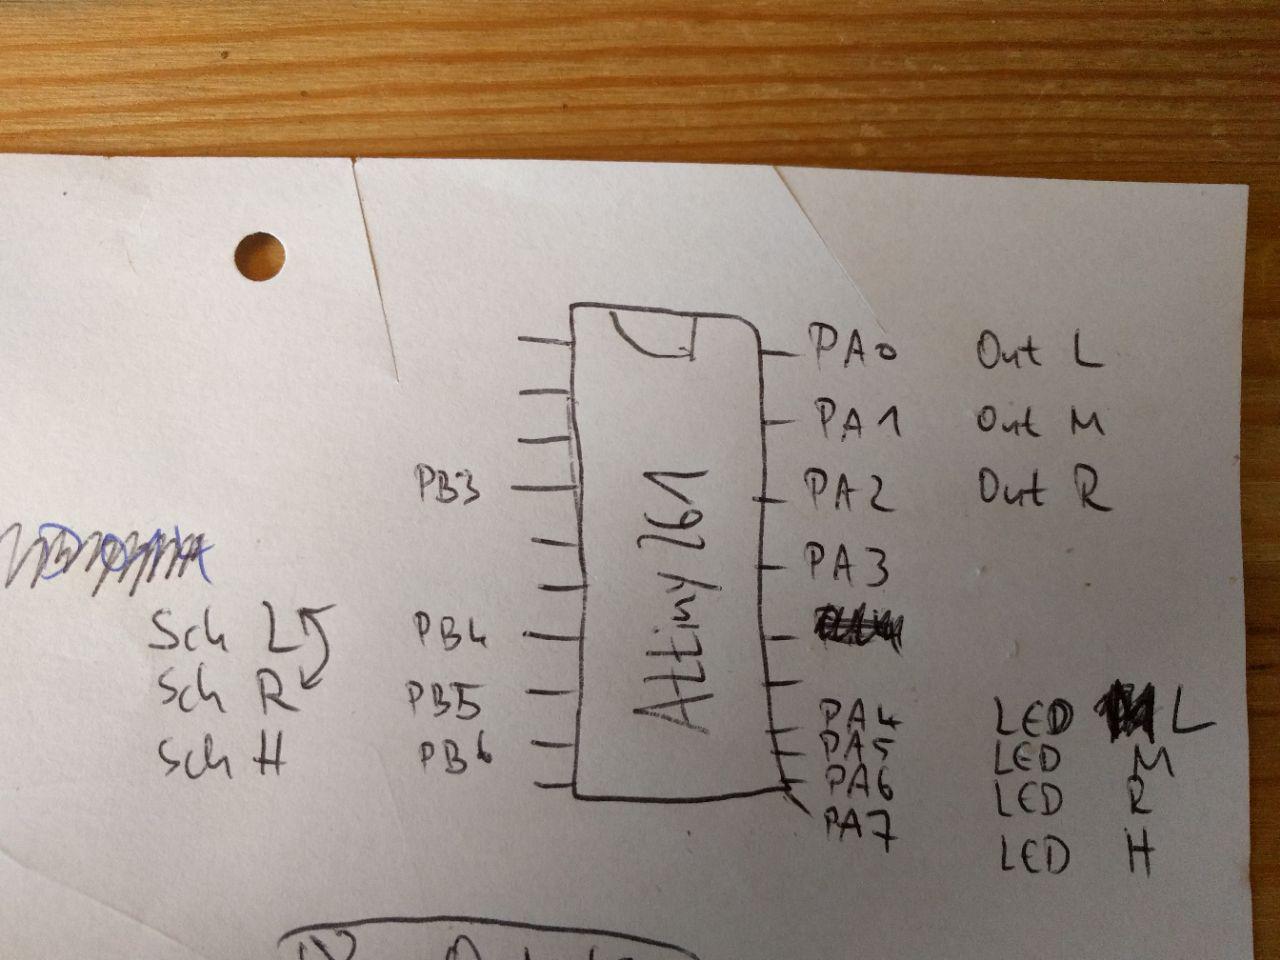 PA0 Out L
PA1 Out M
PB3 PA2 Out R
PA3
Sch L PB4
Sch R PB5
Sch H PB6
ATtiny261
PA4 LED L
PA5 LED M
PA6 LED R
PA7 LED H